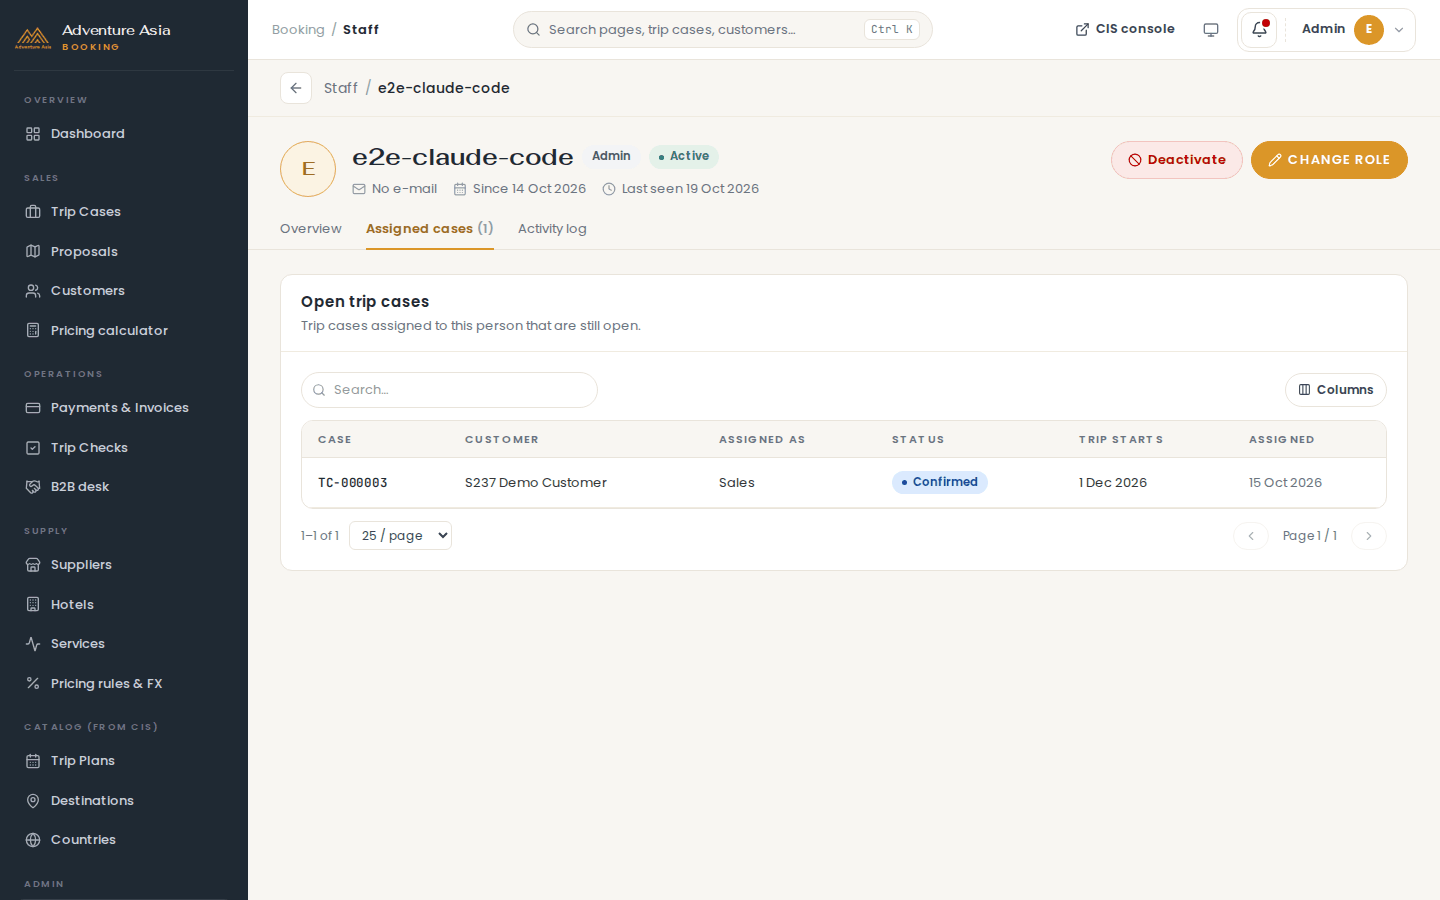 Adventure Asia
BOOKING
OVERVIEW
Dashboard
SALES
Trip Cases
Proposals
Customers
Pricing calculator
OPERATIONS
Payments & Invoices
Trip Checks
B2B desk
SUPPLY
Suppliers
Hotels
Services
Pricing rules & FX
CATALOG (FROM CIS)
Trip Plans
Destinations
Countries
ADMIN
Booking / Staff
Search pages, trip cases, customers...
Ctrl K
CIS console
Admin
E
Staff / e2e-claude-code
E
e2e-claude-code Admin Active
No e-mail Since 14 Oct 2026 Last seen 19 Oct 2026
Deactivate
CHANGE ROLE
Overview Assigned cases (1) Activity log
Open trip cases
Trip cases assigned to this person that are still open.
Search...
Columns
CASE CUSTOMER ASSIGNED AS STATUS TRIP STARTS ASSIGNED
TC-000003 S237 Demo Customer Sales Confirmed 1 Dec 2026 15 Oct 2026
1–1 of 1 25 / page Page 1 / 1